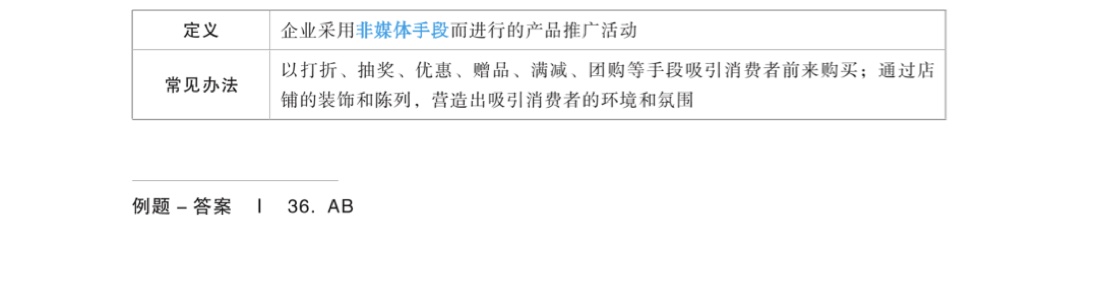 定义 企业采用非媒体手段而进行的产品推广活动
常见办法 以打折、抽奖、优惠、赠品、满减、团购等手段吸引消费者前来购买；通过店
铺的装饰和陈列，营造出吸引消费者的环境和氛围
例题 – 答案 | 36. AB